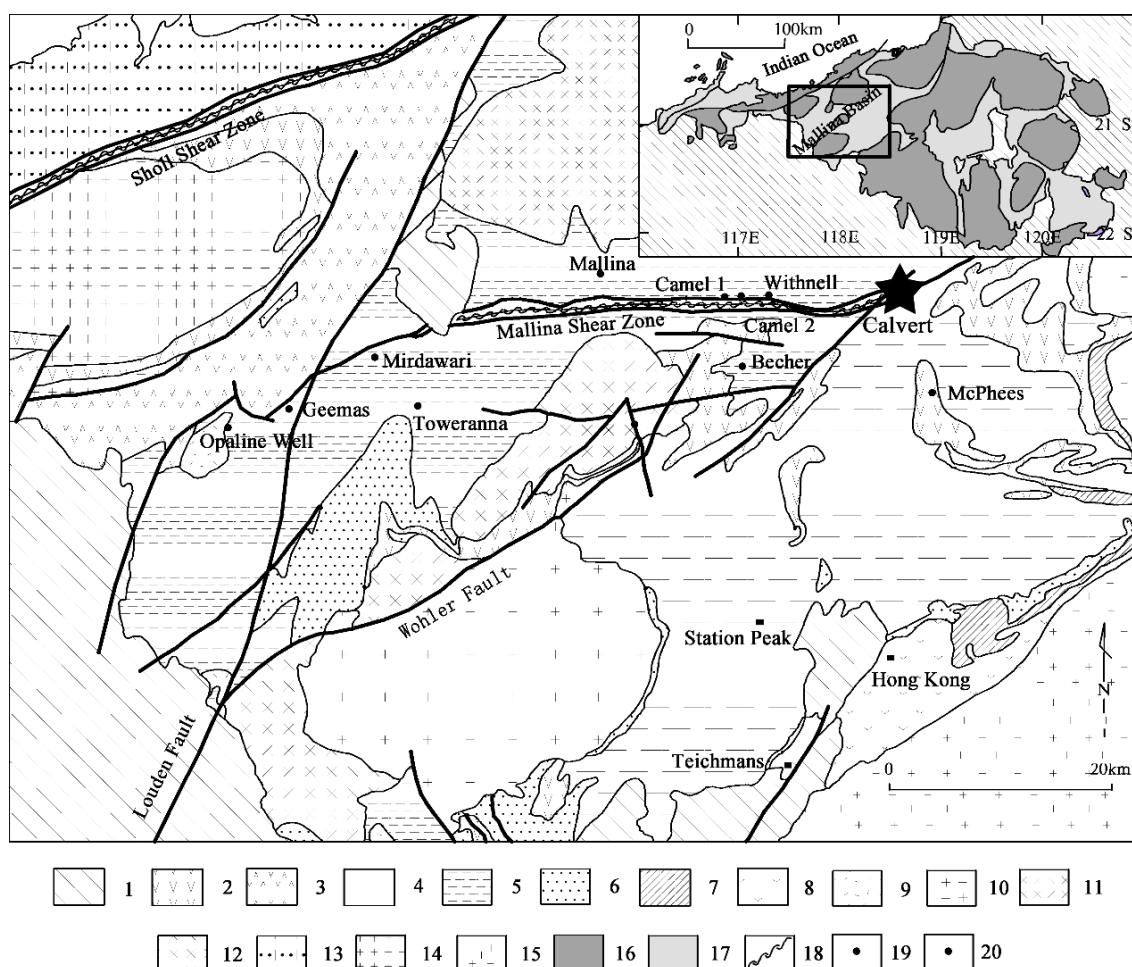 0 100km
Indian Ocean
Mallina Basin
21 S
117E 118E 119E 120E 22 S
Sholl Shear Zone
Mallina
Camel 1 Withnell
Mallina Shear Zone Camel 2 Calvert
Mirdawari Becher
McPhees
Geemas Toweranna
Opaline Well
Wohler Fault
Station Peak
Hong Kong
N
Louden Fault
Teichmans
0 20km
1 2 3 4 5 6 7 8 9 10 11
12 13 14 15 16 17 18 19 20